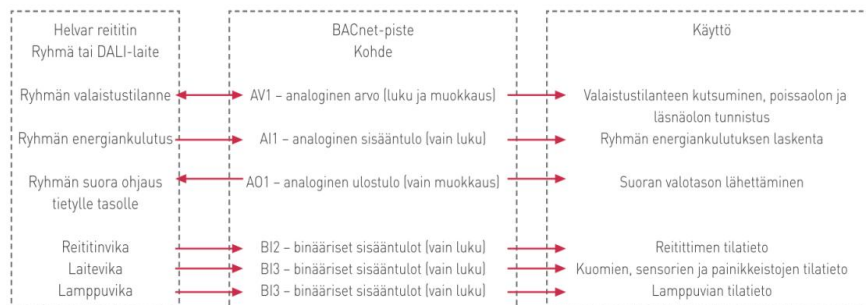 Helvar reititin
Ryhmä tai DALI-laite
BACnet-piste
Kohde
Käyttö
Ryhmän valaistustilanne
AV1 – analoginen arvo (luku ja muokkaus)
Valaistustilanteen kutsuminen, poissaolon ja
läsnäolon tunnistus
Ryhmän energiankulutus
AI1 – analoginen sisääntulo (vain luku)
Ryhmän energiankulutuksen laskenta
Ryhmän suora ohjaus
tietylle tasolle
AO1 – analoginen ulostulo (vain muokkaus)
Suoran valotason lähettäminen
Reititinvika
BI2 – binääriset sisääntulot (vain luku)
Reitittimen tilatieto
Laitevika
BI3 – binääriset sisääntulot (vain luku)
Kuomien, sensorien ja painikkeistojen tilatieto
Lamppuvika
BI3 – binääriset sisääntulot (vain luku)
Lamppuvian tilatieto